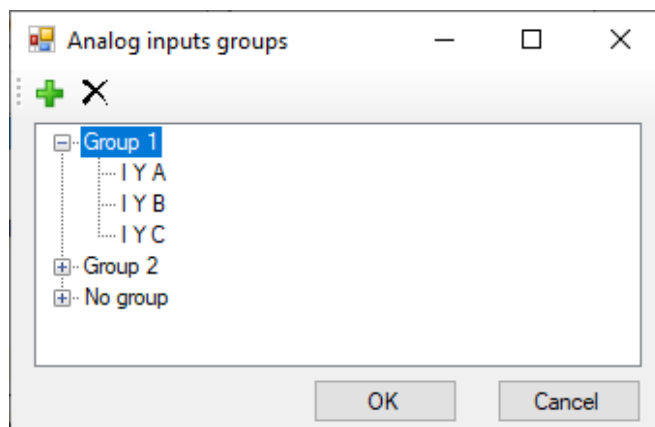 Analog inputs groups
Group 1
I Y A
I Y B
I Y C
Group 2
No group
OK
Cancel